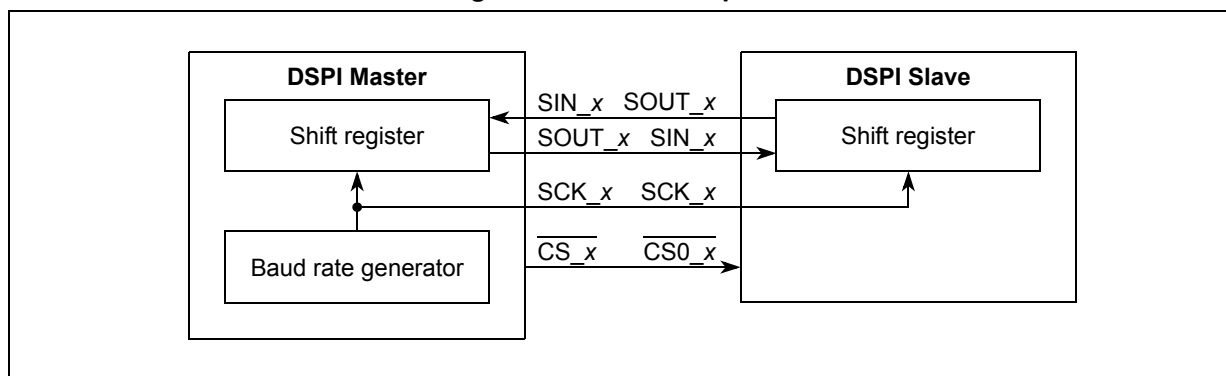 DSPI Master
DSPI Slave
SIN_x SOUT_x
Shift register
Shift register
SOUT_x SIN_x
SCK_x SCK_x
CS_x CS0_x
Baud rate generator